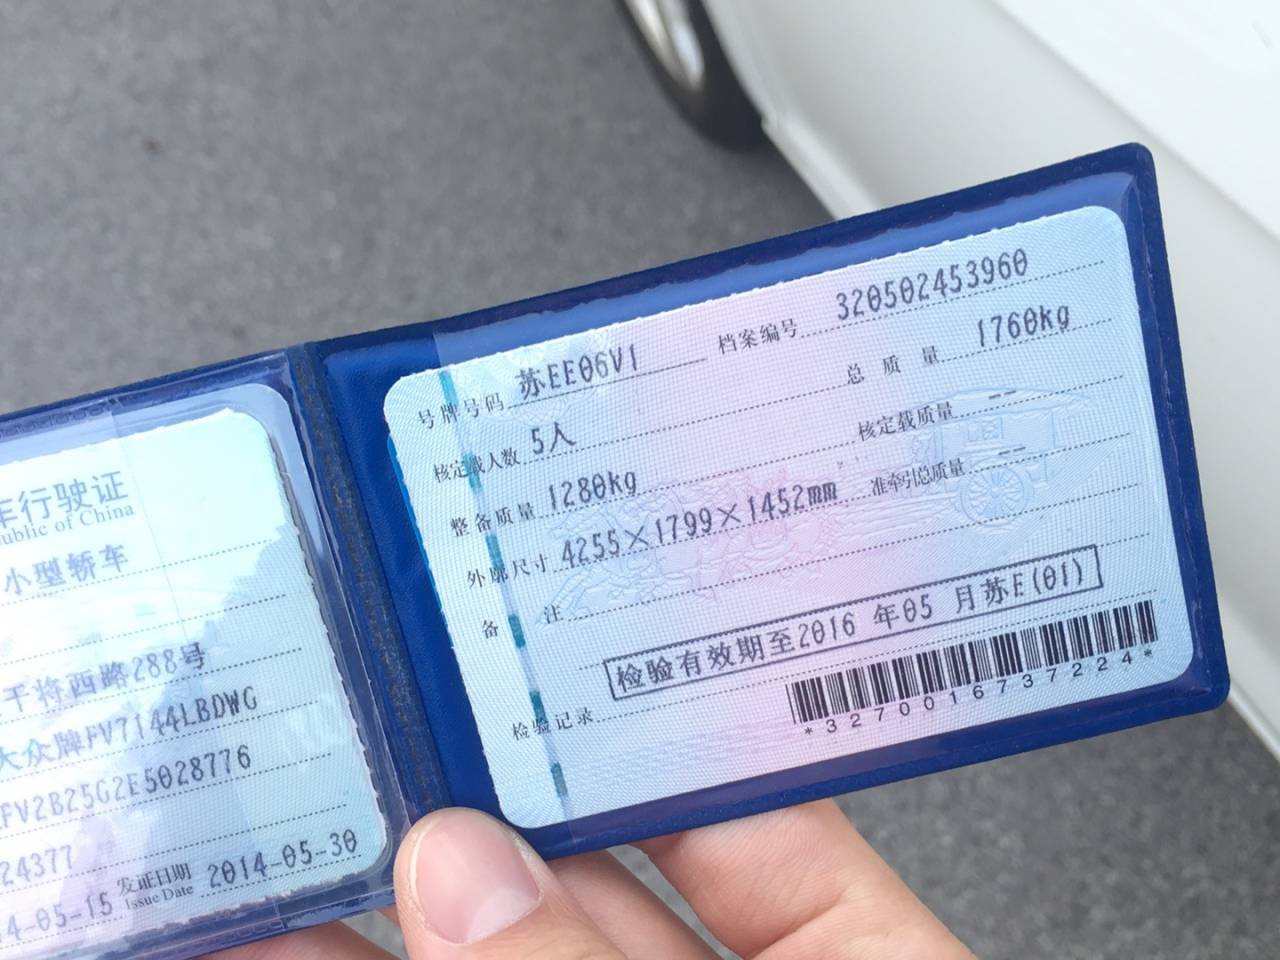 车行驶证
public of China
小型轿车
干将西路288号
大众牌FV7144LBDWG
FV2B25G2E5028776
24377
4-05-15 发证日期 Issue Date 2014-05-30
号牌号码 苏EE06V1 档案编号 320502453960
核定载人数 5人 总质量 1760kg
整备质量 1280kg 核定载质量 --
外廓尺寸 4255×1799×1452mm 准牵引总质量 --
备注
检验有效期至2016年05月苏E(01)
检验记录
*3270016737224*